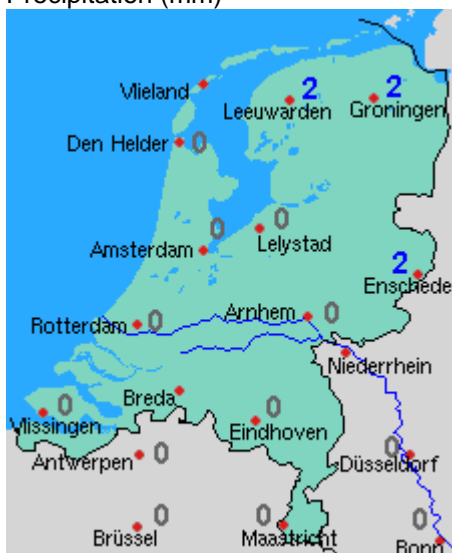 Precipitation (mm)
Vlieland
2
Leeuwarden
2
Groningen
Den Helder 0
0
Amsterdam
0
Lelystad
2
Enschede
Rotterdam 0
Arnhem 0
Niederrhein
Breda
0
Vlissingen
0
Eindhoven
Antwerpen 0
0
Düsseldorf
Brüssel 0
0
Maastricht
0
Bonn